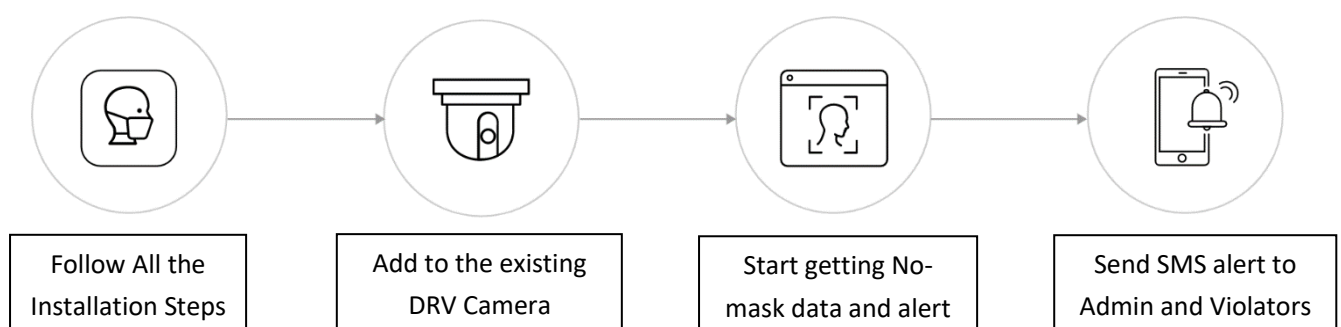 Follow All the
Installation Steps
Add to the existing
DRV Camera
Start getting No-
mask data and alert
Send SMS alert to
Admin and Violators